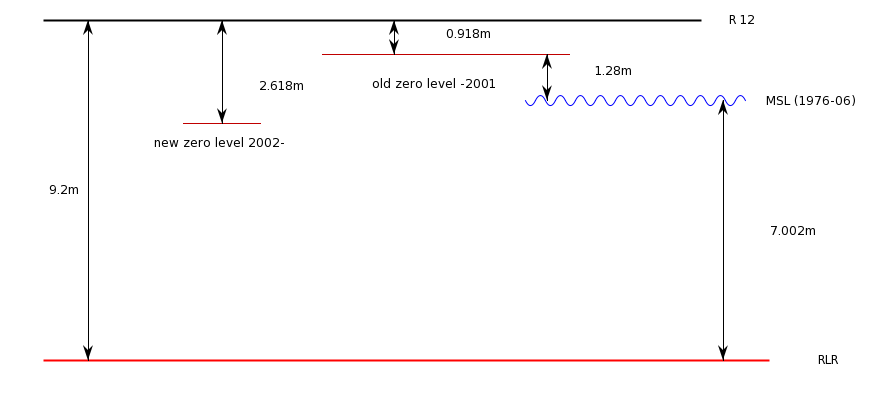 R 12
0.918m
1.28m
2.618m
old zero level -2001
MSL (1976-06)
new zero level 2002-
9.2m
7.002m
RLR